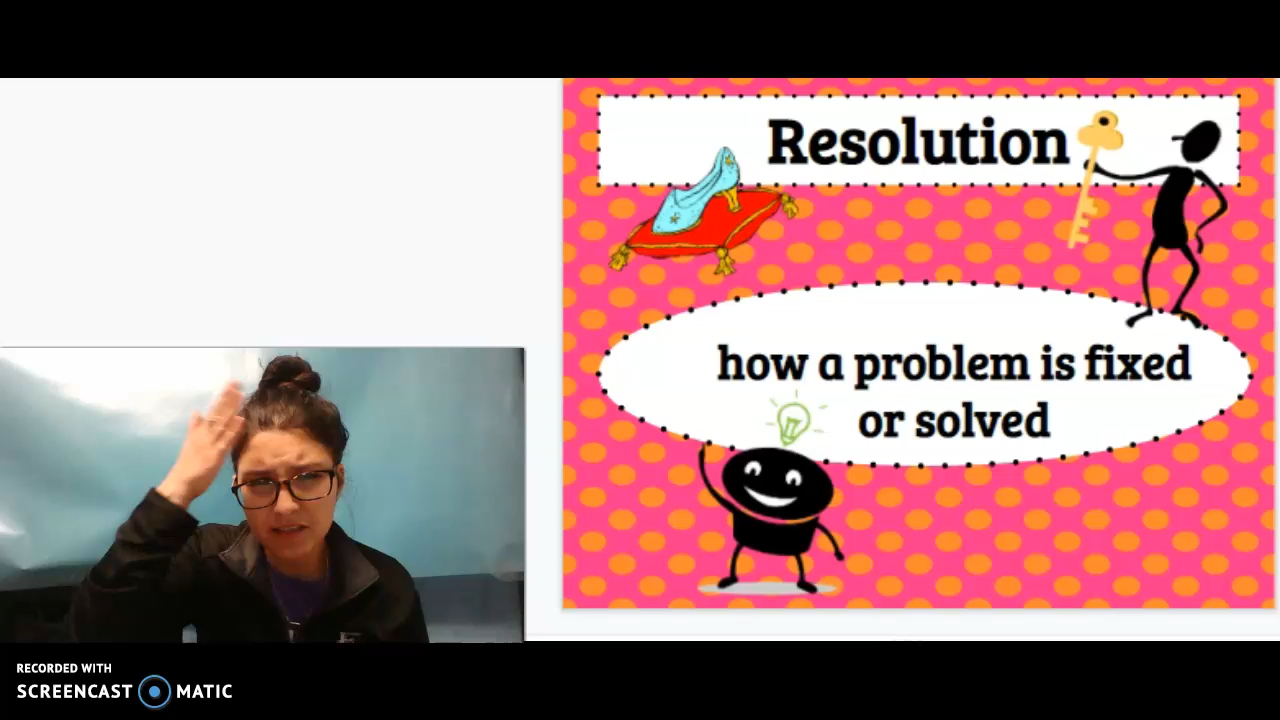 Resolution
how a problem is fixed
or solved
RECORDED WITH
SCREENCAST MATIC